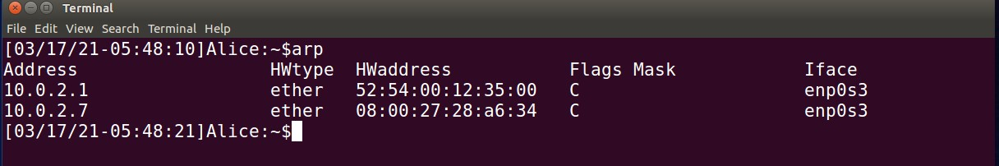 Terminal
File Edit View Search Terminal Help
[03/17/21-05:48:10]Alice:~$arp
Address HWtype HWaddress Flags Mask Iface
10.0.2.1 ether 52:54:00:12:35:00 C enp0s3
10.0.2.7 ether 08:00:27:28:a6:34 C enp0s3
[03/17/21-05:48:21]Alice:~$